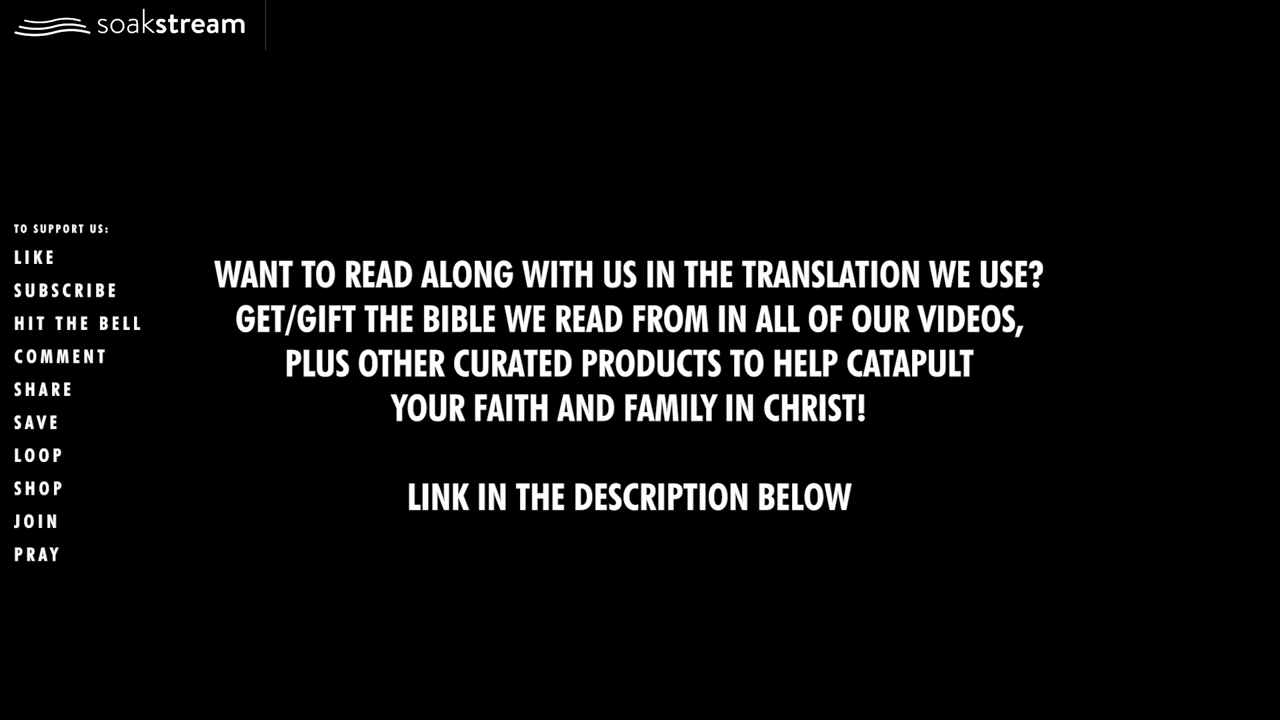 soakstream
TO SUPPORT US:
LIKE
SUBSCRIBE
HIT THE BELL
COMMENT
SHARE
SAVE
LOOP
SHOP
JOIN
PRAY
WANT TO READ ALONG WITH US IN THE TRANSLATION WE USE?
GET/GIFT THE BIBLE WE READ FROM IN ALL OF OUR VIDEOS,
PLUS OTHER CURATED PRODUCTS TO HELP CATAPULT
YOUR FAITH AND FAMILY IN CHRIST!
LINK IN THE DESCRIPTION BELOW